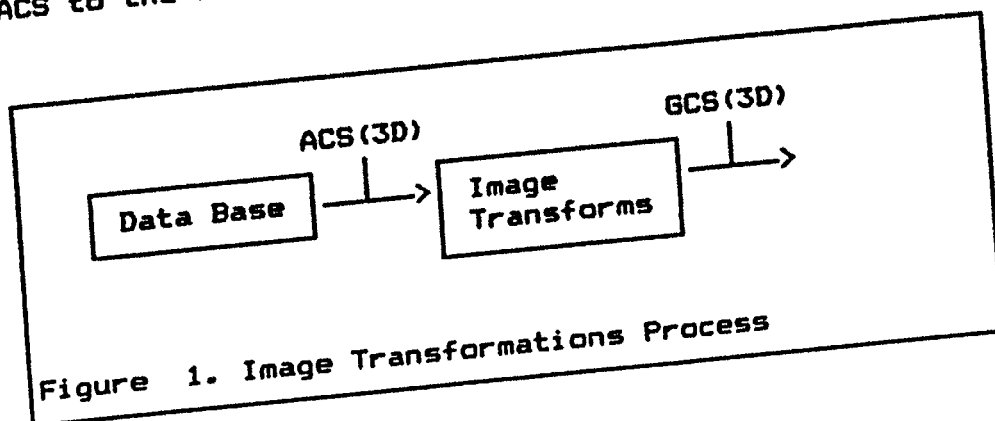 ACS to the
GCS(3D)
ACS(3D)
Data Base
Image
Transforms
Figure 1. Image Transformations Process